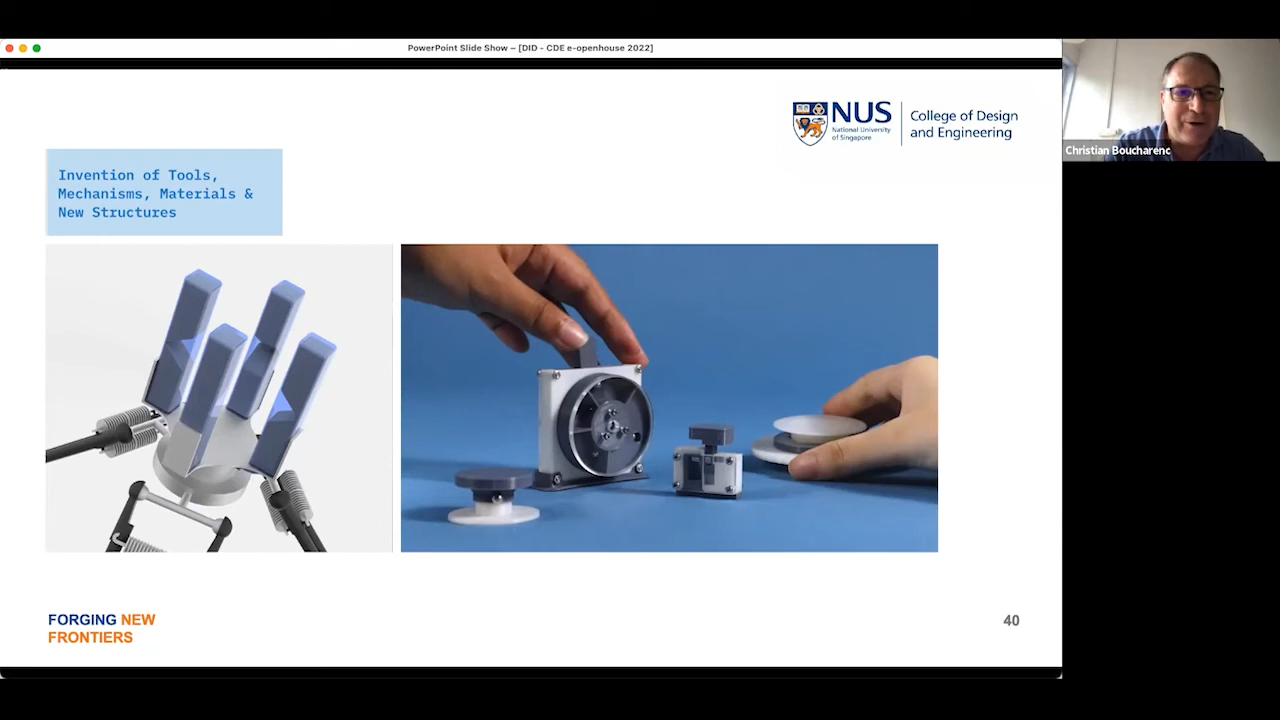 PowerPoint Slide Show – [DID - CDE e-openhouse 2022]
NUS
National University
of Singapore
College of Design
and Engineering
Christian Boucharenc
Invention of Tools,
Mechanisms, Materials &
New Structures
FORGING NEW
FRONTIERS
40